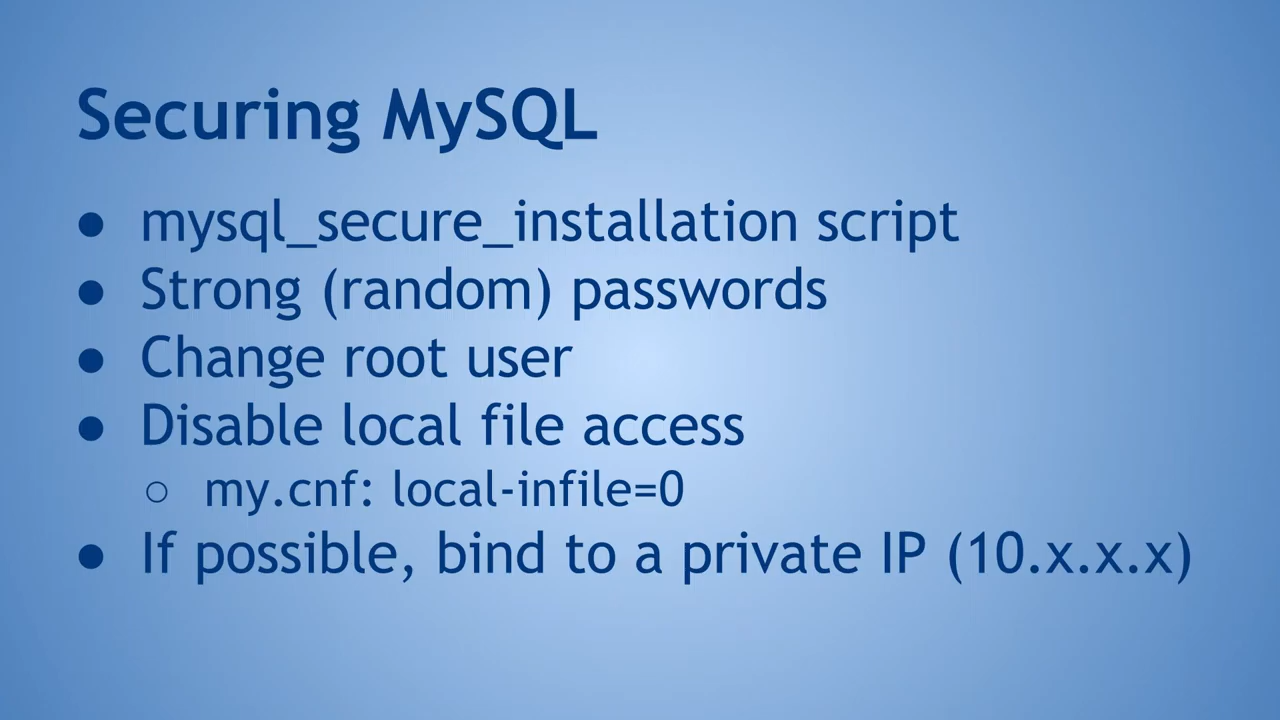 Securing MySQL
● mysql_secure_installation script
● Strong (random) passwords
● Change root user
● Disable local file access
○ my.cnf: local-infile=0
● If possible, bind to a private IP (10.x.x.x)